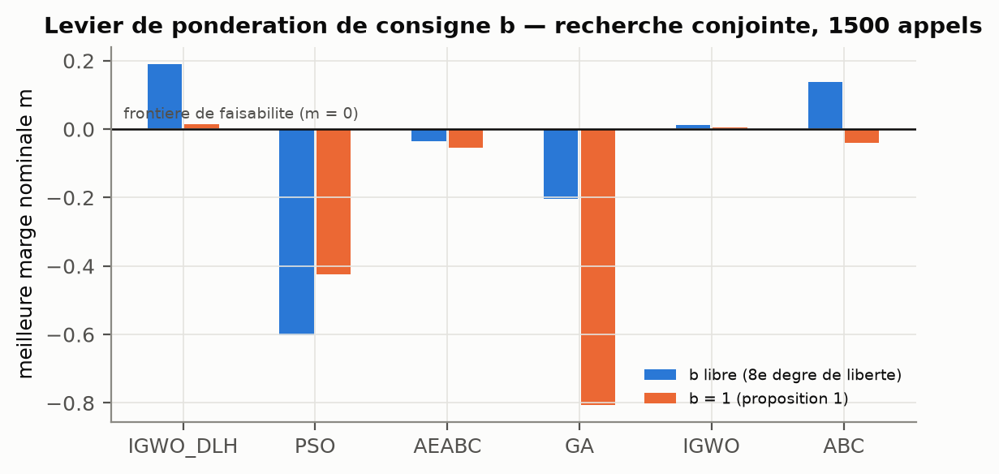 Levier de ponderation de consigne b — recherche conjointe, 1500 appels
meilleure marge nominale m
0.2
0.0
−0.2
−0.4
−0.6
−0.8
frontiere de faisabilite (m = 0)
b libre (8e degre de liberte)
b = 1 (proposition 1)
IGWO_DLH
PSO
AEABC
GA
IGWO
ABC